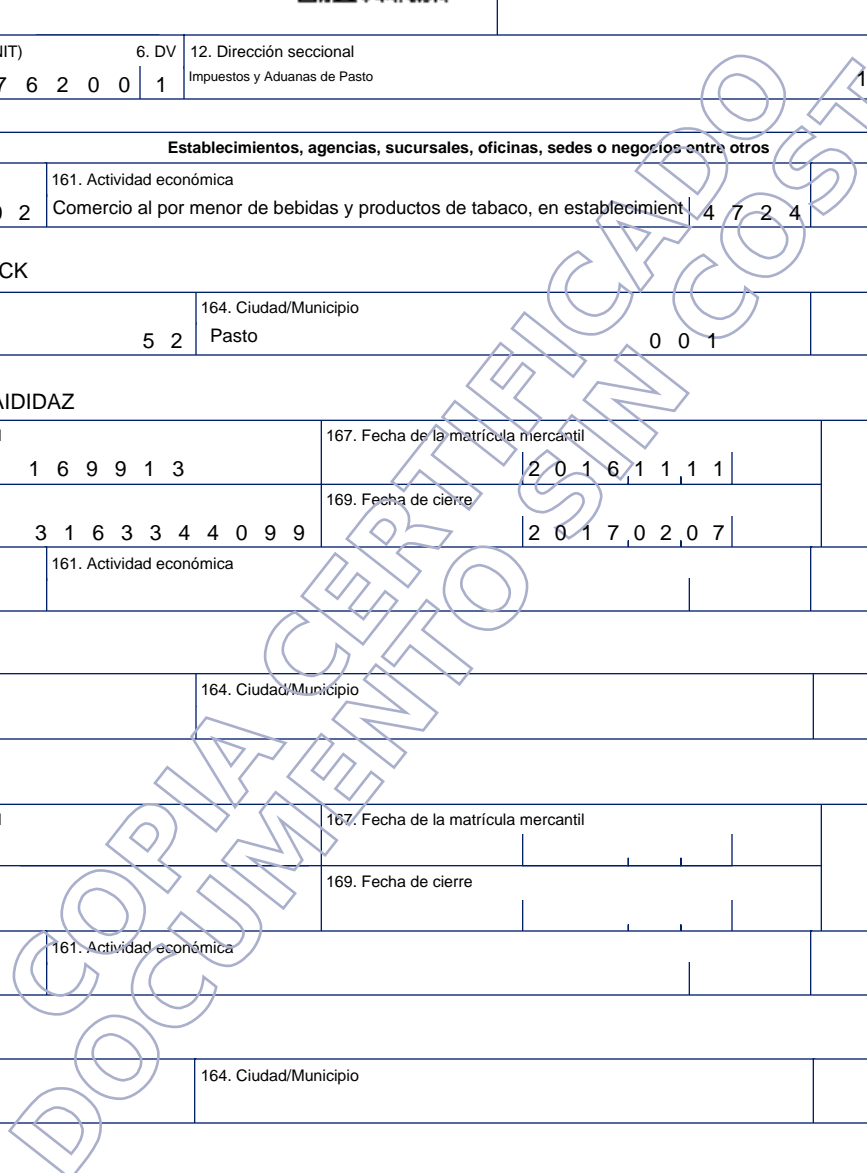 IT) 6. DV 12. Dirección seccional
7 6 2 0 0 1 Impuestos y Aduanas de Pasto 1
Establecimientos, agencias, sucursales, oficinas, sedes o negocios entre otros
161. Actividad económica
2 Comercio al por menor de bebidas y productos de tabaco, en establecimient 4 7 2 4
CK
164. Ciudad/Municipio
5 2 Pasto 0 0 1
AIDIDAZ
167. Fecha de la matrícula mercantil
1 6 9 9 1 3 2 0 1 6 1 1 1 1
169. Fecha de cierre
3 1 6 3 3 4 4 0 9 9 2 0 1 7 0 2 0 7
161. Actividad económica
164. Ciudad/Municipio
167. Fecha de la matrícula mercantil
169. Fecha de cierre
161. Actividad económica
164. Ciudad/Municipio
COPIA CERTIFICADO
DOCUMENTO SIN COST